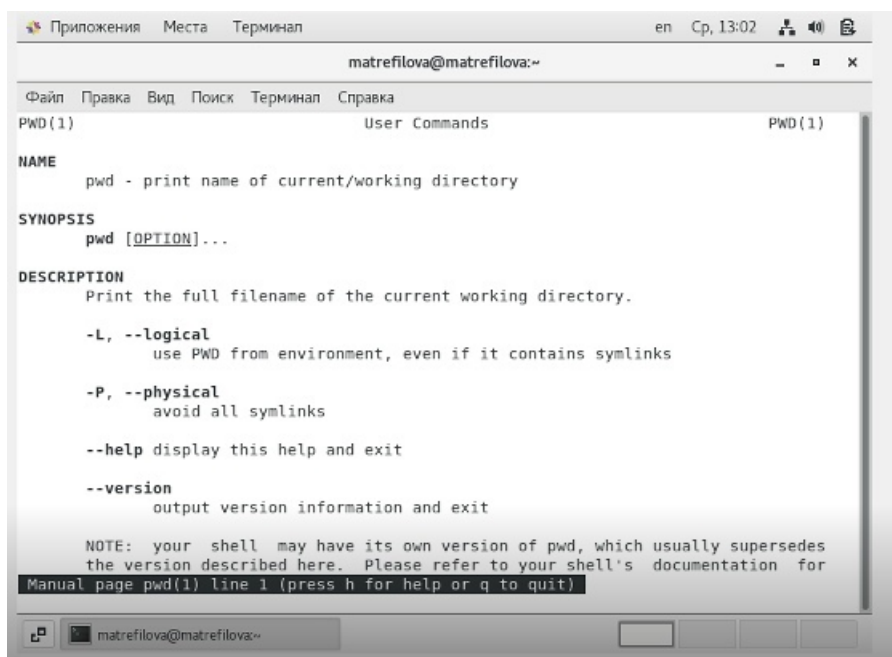 Приложения Места Терминал en Ср, 13:02
matrefilova@matrefilova:~
Файл Правка Вид Поиск Терминал Справка
PWD(1) User Commands PWD(1)
NAME
pwd - print name of current/working directory
SYNOPSIS
pwd [OPTION]...
DESCRIPTION
Print the full filename of the current working directory.
-L, --logical
use PWD from environment, even if it contains symlinks
-P, --physical
avoid all symlinks
--help display this help and exit
--version
output version information and exit
NOTE: your shell may have its own version of pwd, which usually supersedes
the version described here. Please refer to your shell's documentation for
Manual page pwd(1) line 1 (press h for help or q to quit)
matrefilova@matrefilova:~